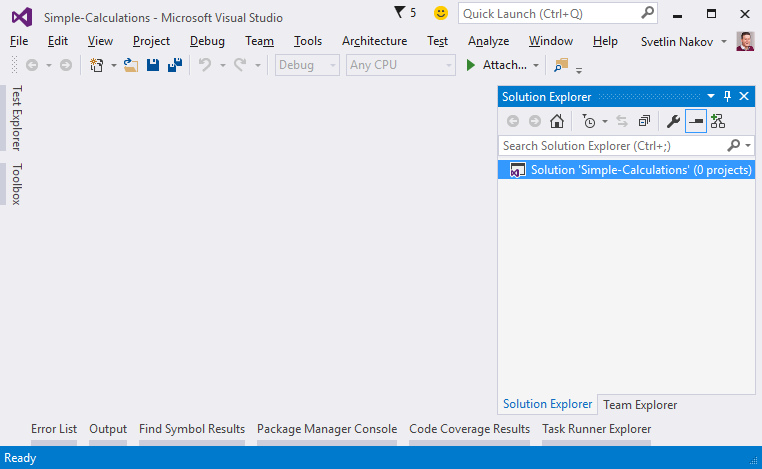 Simple-Calculations - Microsoft Visual Studio
5
Quick Launch (Ctrl+Q)
File Edit View Project Debug Team Tools Architecture Test Analyze Window Help Svetlin Nakov
Debug Any CPU Attach...
Test Explorer
Toolbox
Solution Explorer
Search Solution Explorer (Ctrl+;)
Solution 'Simple-Calculations' (0 projects)
Solution Explorer Team Explorer
Error List Output Find Symbol Results Package Manager Console Code Coverage Results Task Runner Explorer
Ready